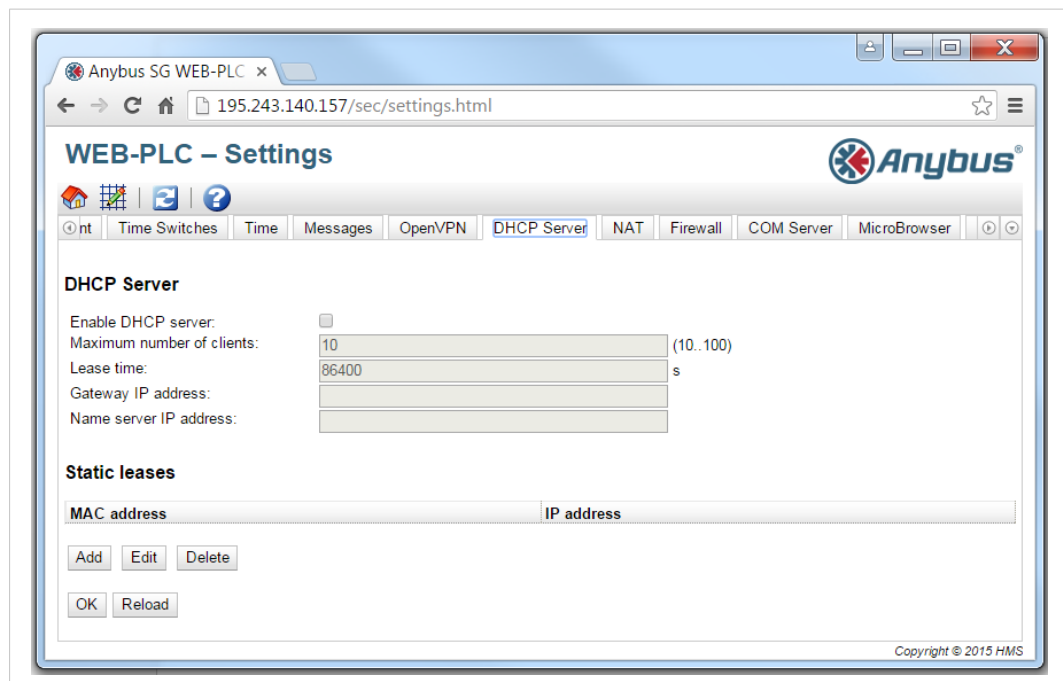 Anybus SG WEB-PLC ×
195.243.140.157/sec/settings.html
WEB-PLC – Settings
Anybus®
nt Time Switches Time Messages OpenVPN DHCP Server NAT Firewall COM Server MicroBrowser
DHCP Server
Enable DHCP server:
Maximum number of clients: 10 (10..100)
Lease time: 86400 s
Gateway IP address:
Name server IP address:
Static leases
MAC address IP address
Add Edit Delete
OK Reload
Copyright © 2015 HMS